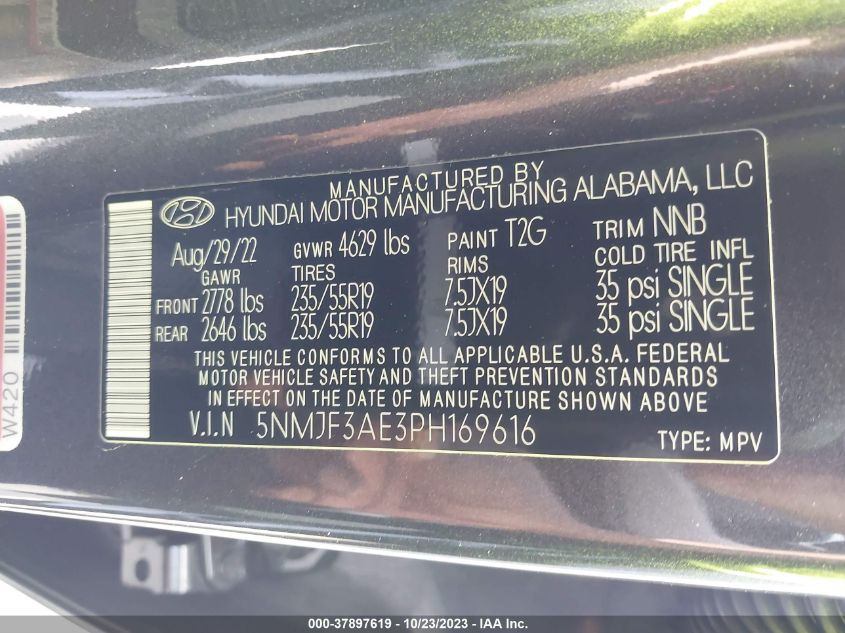 MANUFACTURED BY
HYUNDAI MOTOR MANUFACTURING ALABAMA, LLC
Aug/29/22 GVWR 4629 lbs PAINT T2G TRIM NNB
GAWR TIRES RIMS COLD TIRE INFL
FRONT 2778 lbs 235/55R19 7.5JX19 35 psi SINGLE
REAR 2646 lbs 235/55R19 7.5JX19 35 psi SINGLE
THIS VEHICLE CONFORMS TO ALL APPLICABLE U.S.A. FEDERAL
MOTOR VEHICLE SAFETY AND THEFT PREVENTION STANDARDS
IN EFFECT ON THE DATE OF MANUFACTURE SHOWN ABOVE
V.I.N 5NMJF3AE3PH169616 TYPE: MPV
W420
000-37897619 - 10/23/2023 - IAA Inc.